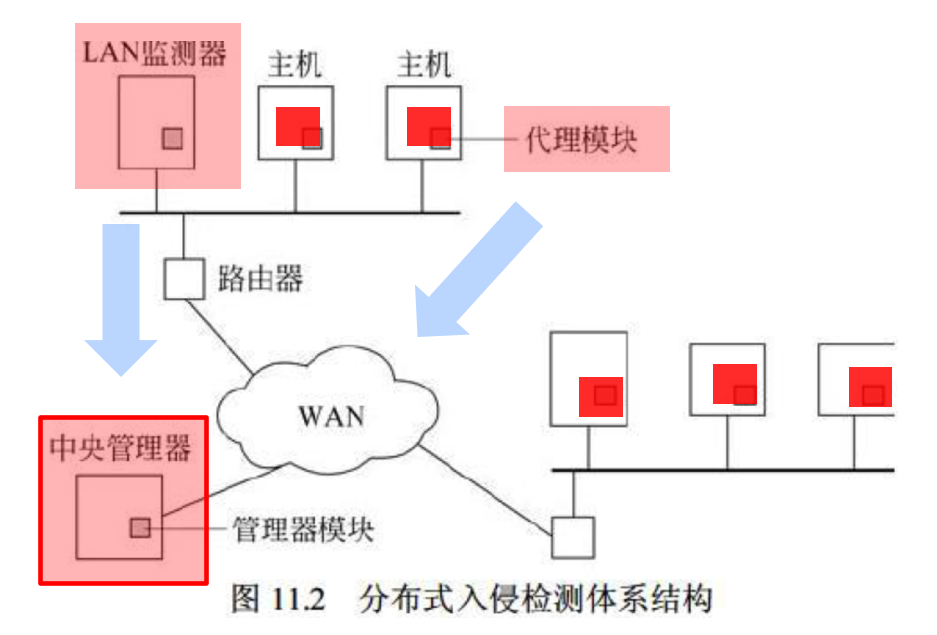 LAN监测器
主机
主机
代理模块
路由器
WAN
中央管理器
管理器模块
图 11.2 分布式入侵检测体系结构